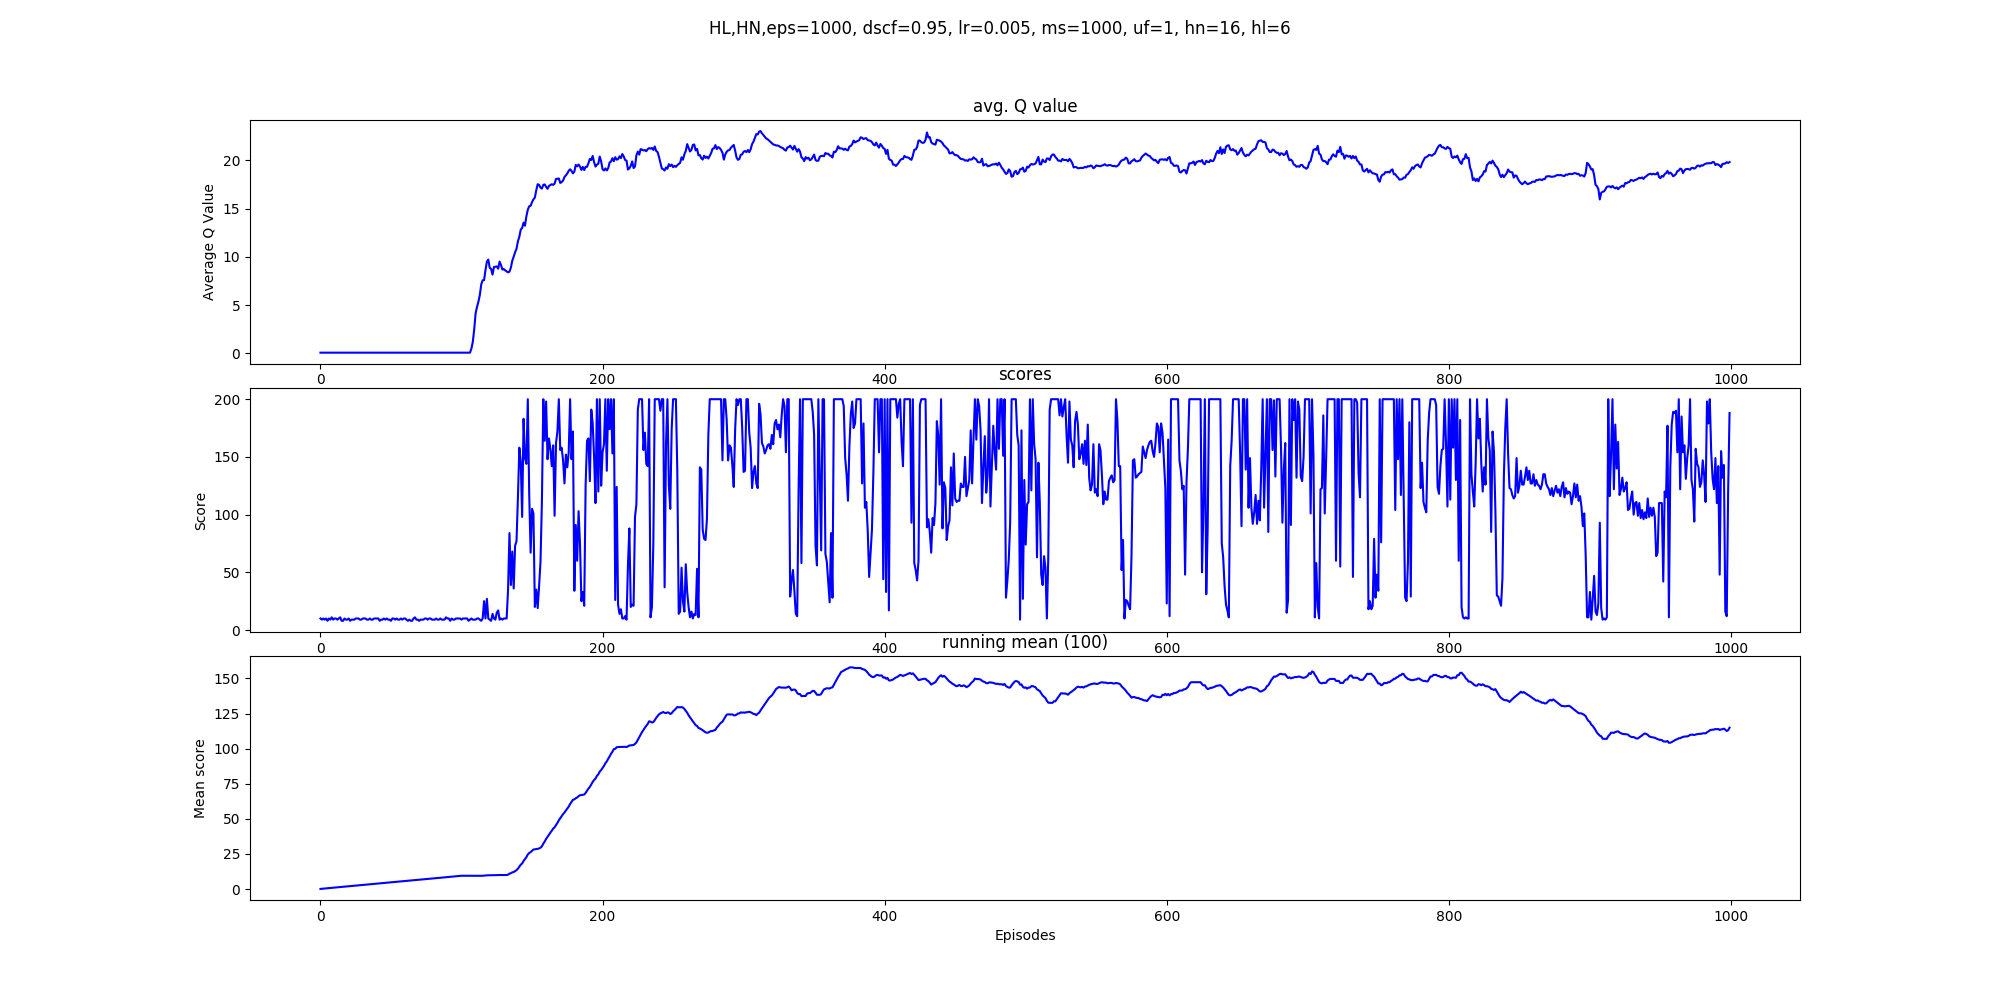 HL,HN,eps=1000, dscf=0.95, lr=0.005, ms=1000, uf=1, hn=16, hl=6
avg. Q value
Average Q Value
20
15
10
5
0
0 200 400 600 800 1000
scores
Score
200
150
100
50
0
0 200 400 600 800 1000
running mean (100)
Mean score
150
125
100
75
50
25
0
0 200 400 600 800 1000
Episodes